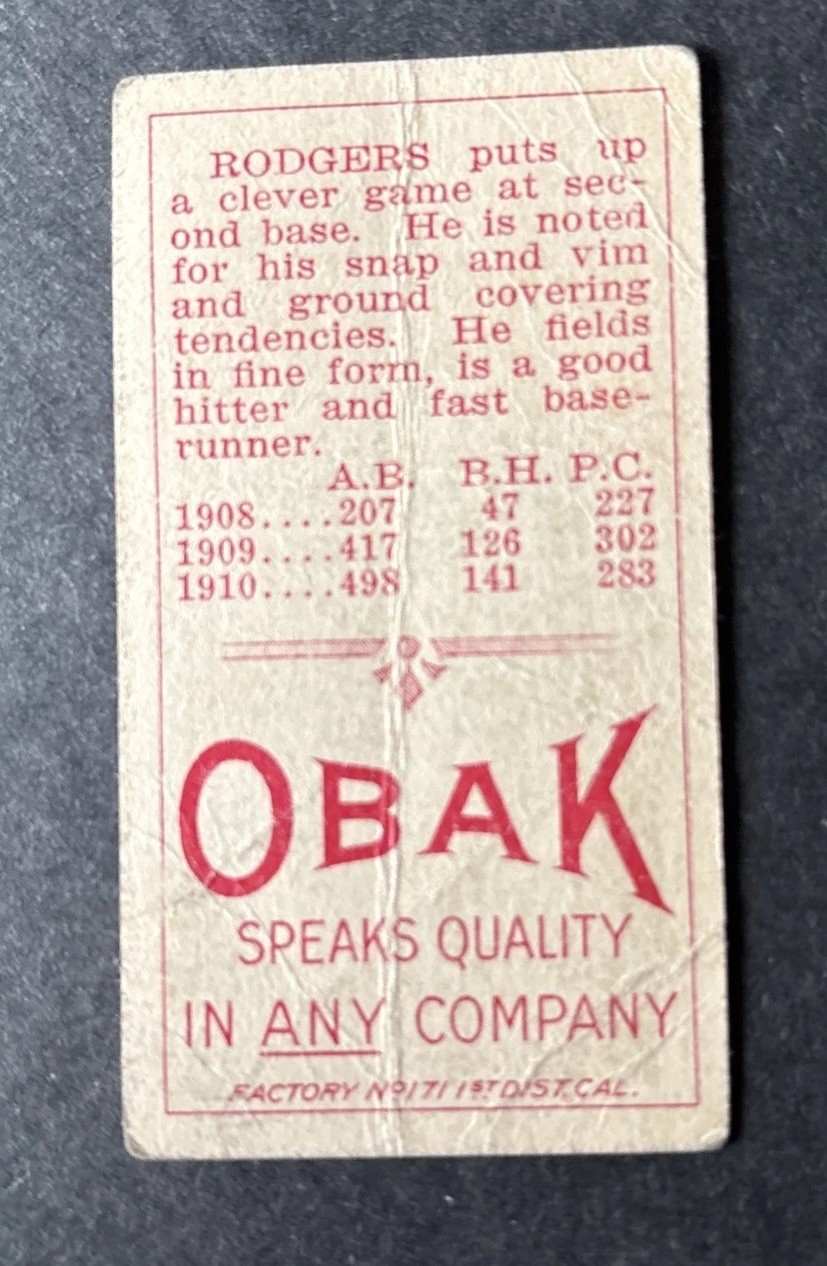 RODGERS puts up
a clever game at sec-
ond base. He is noted
for his snap and vim
and ground covering
tendencies. He fields
in fine form, is a good
hitter and fast base-
runner.
A.B. B.H. P.C.
1908....207 47 227
1909....417 126 302
1910....498 141 283
OBAK
SPEAKS QUALITY
IN ANY COMPANY
FACTORY Nº 171 1ST DIST. CAL.